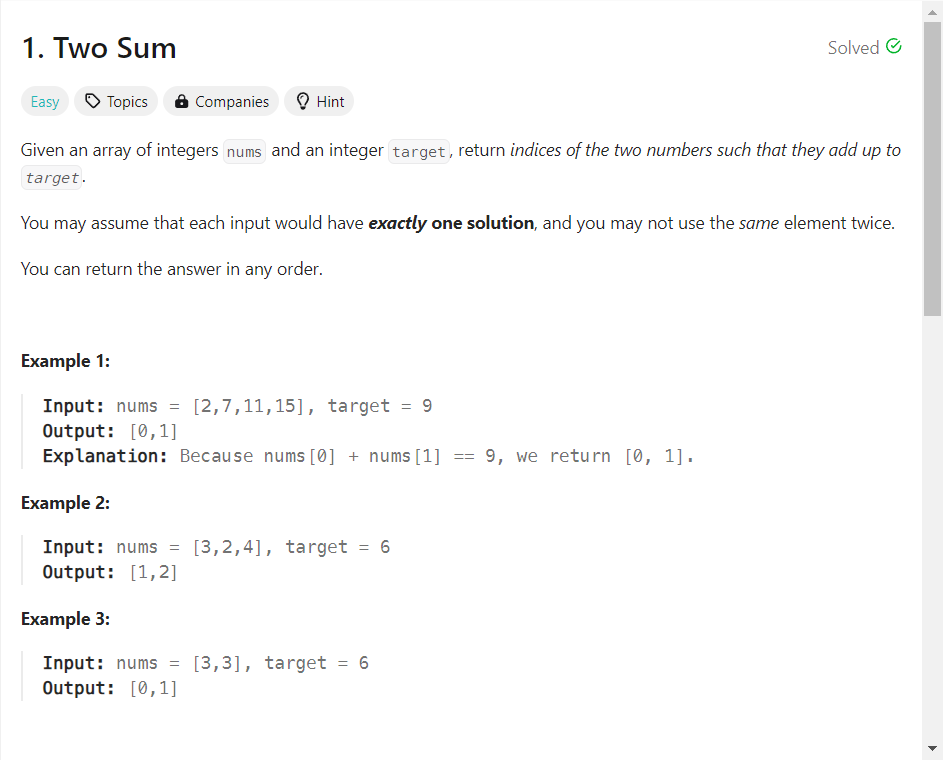 1. Two Sum
Solved
Easy Topics Companies Hint
Given an array of integers nums and an integer target, return indices of the two numbers such that they add up to
target.
You may assume that each input would have exactly one solution, and you may not use the same element twice.
You can return the answer in any order.
Example 1:
Input: nums = [2,7,11,15], target = 9
Output: [0,1]
Explanation: Because nums[0] + nums[1] == 9, we return [0, 1].
Example 2:
Input: nums = [3,2,4], target = 6
Output: [1,2]
Example 3:
Input: nums = [3,3], target = 6
Output: [0,1]